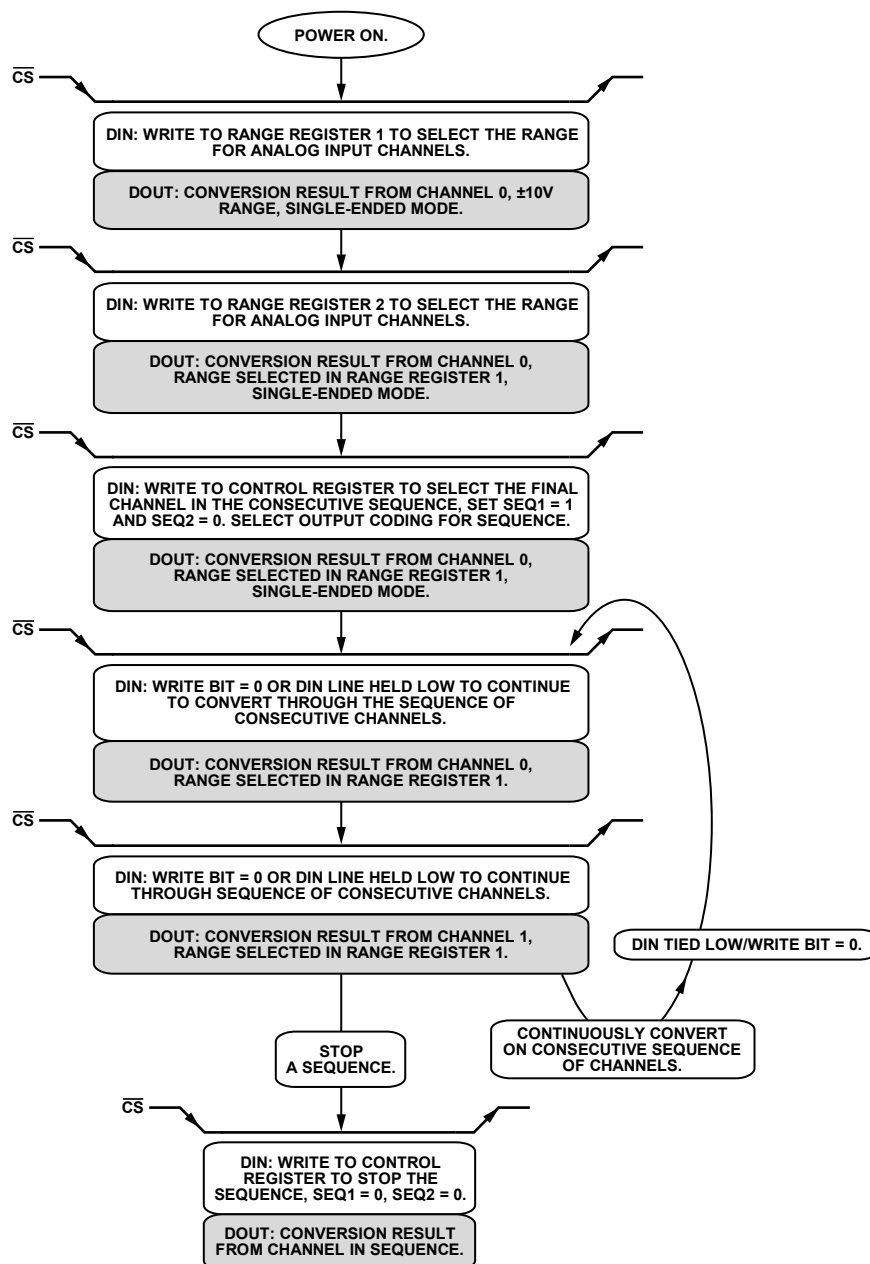 POWER ON.
CS
DIN: WRITE TO RANGE REGISTER 1 TO SELECT THE RANGE
FOR ANALOG INPUT CHANNELS.
DOUT: CONVERSION RESULT FROM CHANNEL 0, ±10V
RANGE, SINGLE-ENDED MODE.
CS
DIN: WRITE TO RANGE REGISTER 2 TO SELECT THE RANGE
FOR ANALOG INPUT CHANNELS.
DOUT: CONVERSION RESULT FROM CHANNEL 0,
RANGE SELECTED IN RANGE REGISTER 1,
SINGLE-ENDED MODE.
CS
DIN: WRITE TO CONTROL REGISTER TO SELECT THE FINAL
CHANNEL IN THE CONSECUTIVE SEQUENCE, SET SEQ1 = 1
AND SEQ2 = 0. SELECT OUTPUT CODING FOR SEQUENCE.
DOUT: CONVERSION RESULT FROM CHANNEL 0,
RANGE SELECTED IN RANGE REGISTER 1,
SINGLE-ENDED MODE.
CS
DIN: WRITE BIT = 0 OR DIN LINE HELD LOW TO CONTINUE
TO CONVERT THROUGH THE SEQUENCE OF
CONSECUTIVE CHANNELS.
DOUT: CONVERSION RESULT FROM CHANNEL 0,
RANGE SELECTED IN RANGE REGISTER 1.
CS
DIN: WRITE BIT = 0 OR DIN LINE HELD LOW TO CONTINUE
THROUGH SEQUENCE OF CONSECUTIVE CHANNELS.
DOUT: CONVERSION RESULT FROM CHANNEL 1,
RANGE SELECTED IN RANGE REGISTER 1.
DIN TIED LOW/WRITE BIT = 0.
CONTINUOUSLY CONVERT
ON CONSECUTIVE SEQUENCE
OF CHANNELS.
STOP
A SEQUENCE.
CS
DIN: WRITE TO CONTROL
REGISTER TO STOP THE
SEQUENCE, SEQ1 = 0, SEQ2 = 0.
DOUT: CONVERSION RESULT
FROM CHANNEL IN SEQUENCE.